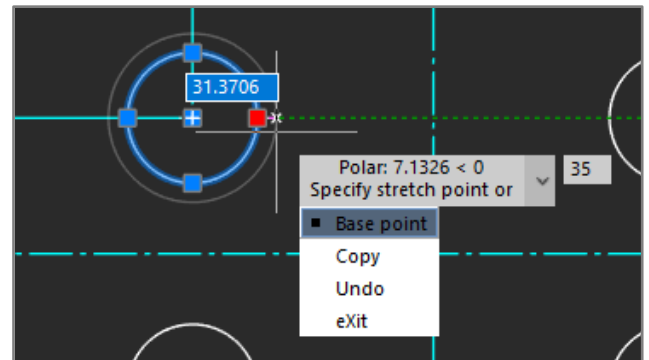 31.3706
Polar: 7.1326 < 0
Specify stretch point or
35
Base point
Copy
Undo
eXit